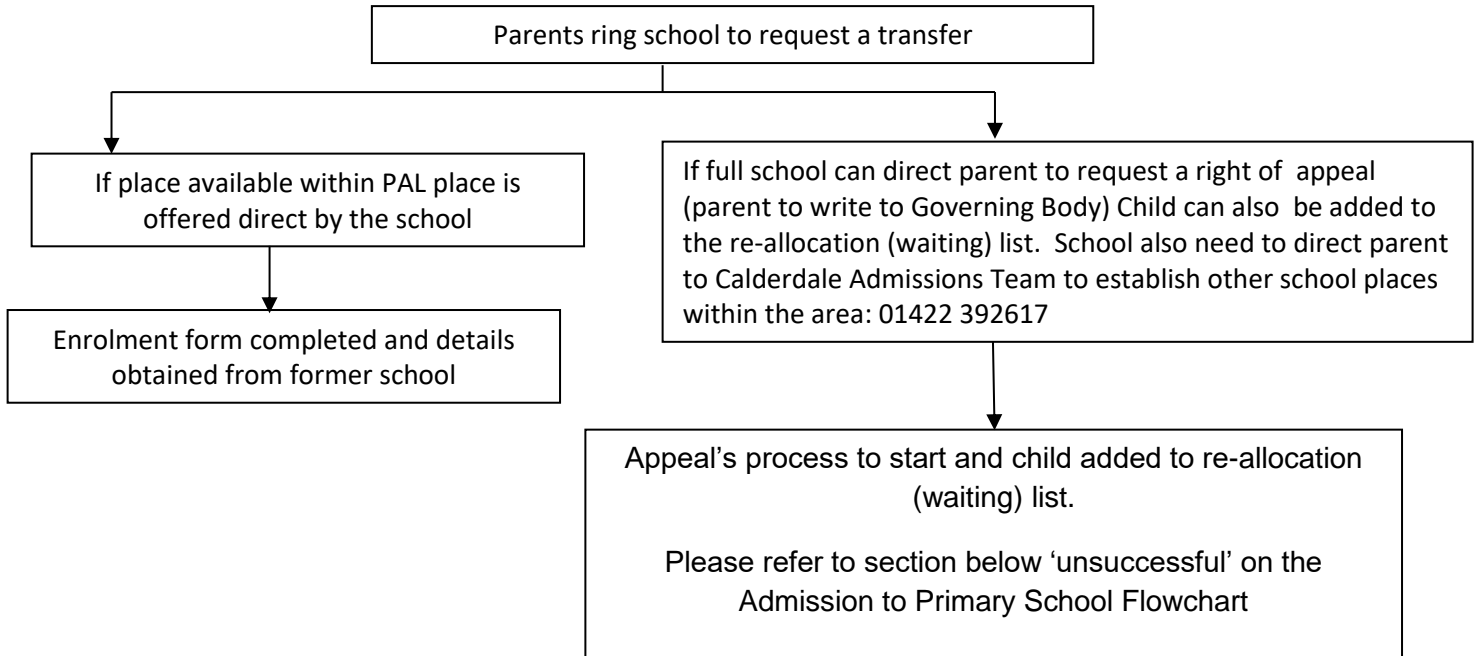 Parents ring school to request a transfer
If place available within PAL place is
offered direct by the school
Enrolment form completed and details
obtained from former school
If full school can direct parent to request a right of  appeal
(parent to write to Governing Body) Child can also  be added to
the re-allocation (waiting) list.  School also need to direct parent
to Calderdale Admissions Team to establish other school places
within the area: 01422 392617
Appeal’s process to start and child added to re-allocation
(waiting) list.
Please refer to section below ‘unsuccessful’ on the
Admission to Primary School Flowchart